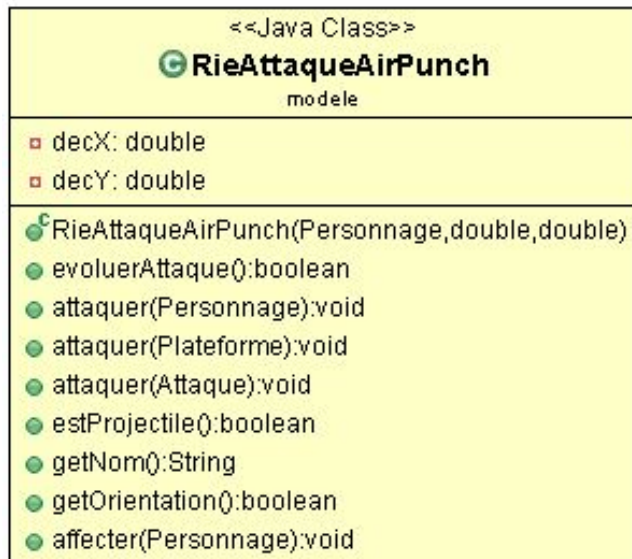 <<Java Class>>
RieAttaqueAirPunch
modele
decX: double
decY: double
RieAttaqueAirPunch(Personnage,double,double)
evoluerAttaque():boolean
attaquer(Personnage):void
attaquer(Plateforme):void
attaquer(Attaque):void
estProjectile():boolean
getNom():String
getOrientation():boolean
affecter(Personnage):void